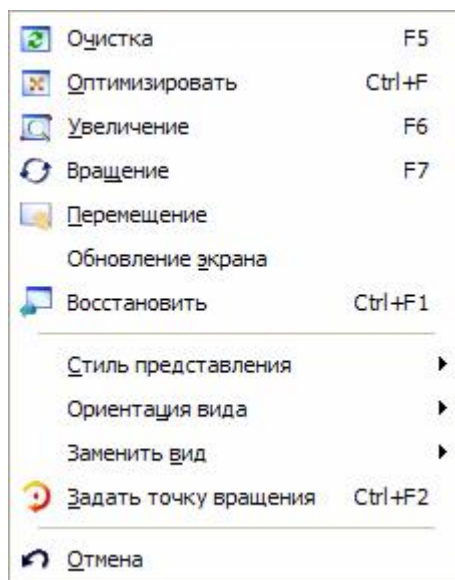 Очистка F5
Оптимизировать Ctrl+F
Увеличение F6
Вращение F7
Перемещение
Обновление экрана
Восстановить Ctrl+F1
Стиль представления
Ориентация вида
Заменить вид
Задать точку вращения Ctrl+F2
Отмена